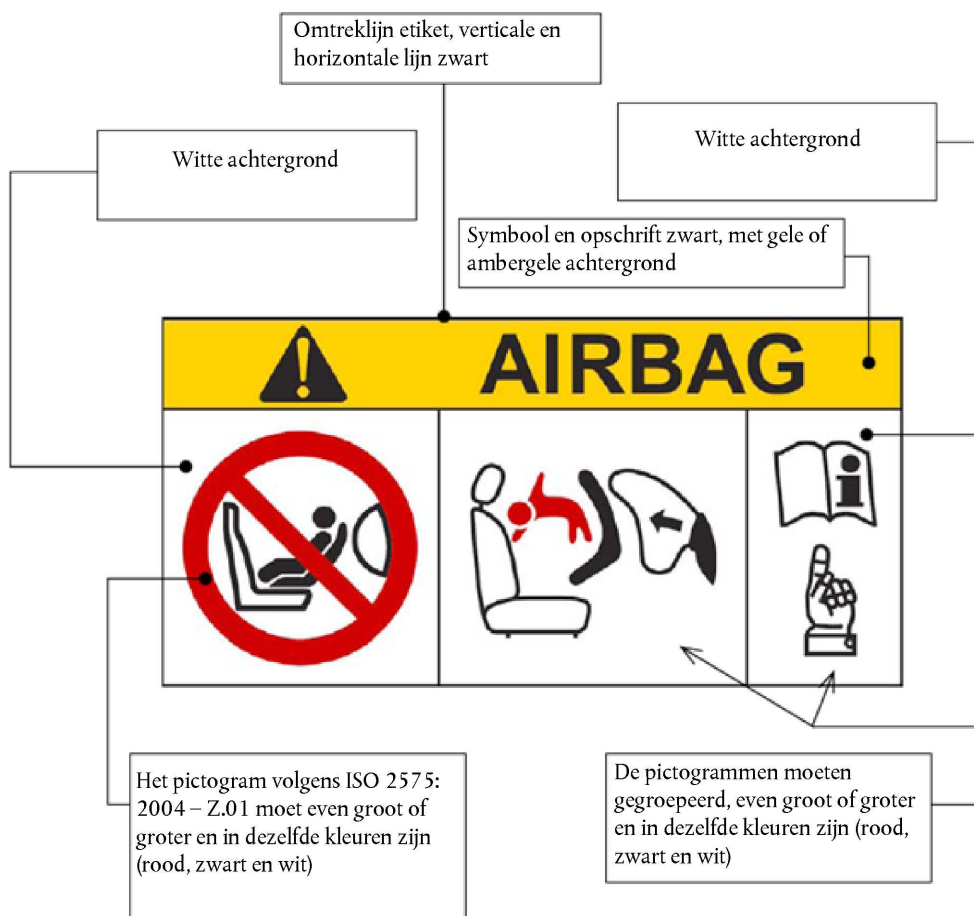 Omtreklijn etiket, verticale en
horizontale lijn zwart
Witte achtergrond
Witte achtergrond
Symbool en opschrift zwart, met gele of
ambergele achtergrond
AIRBAG
Het pictogram volgens ISO 2575:
2004 – Z.01 moet even groot of
groter en in dezelfde kleuren zijn
(rood, zwart en wit)
De pictogrammen moeten
gegroepeerd, even groot of groter
en in dezelfde kleuren zijn (rood,
zwart en wit)